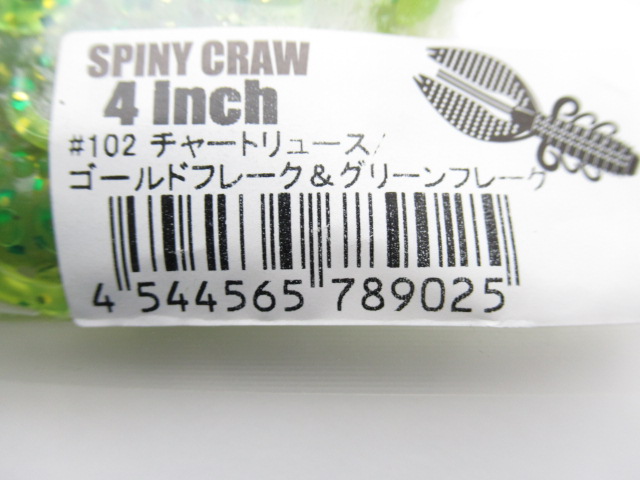 SPINY CRAW
4 inch
#102 チャートリュース/
ゴールドフレーク&グリーンフレーク
4 544565 789025